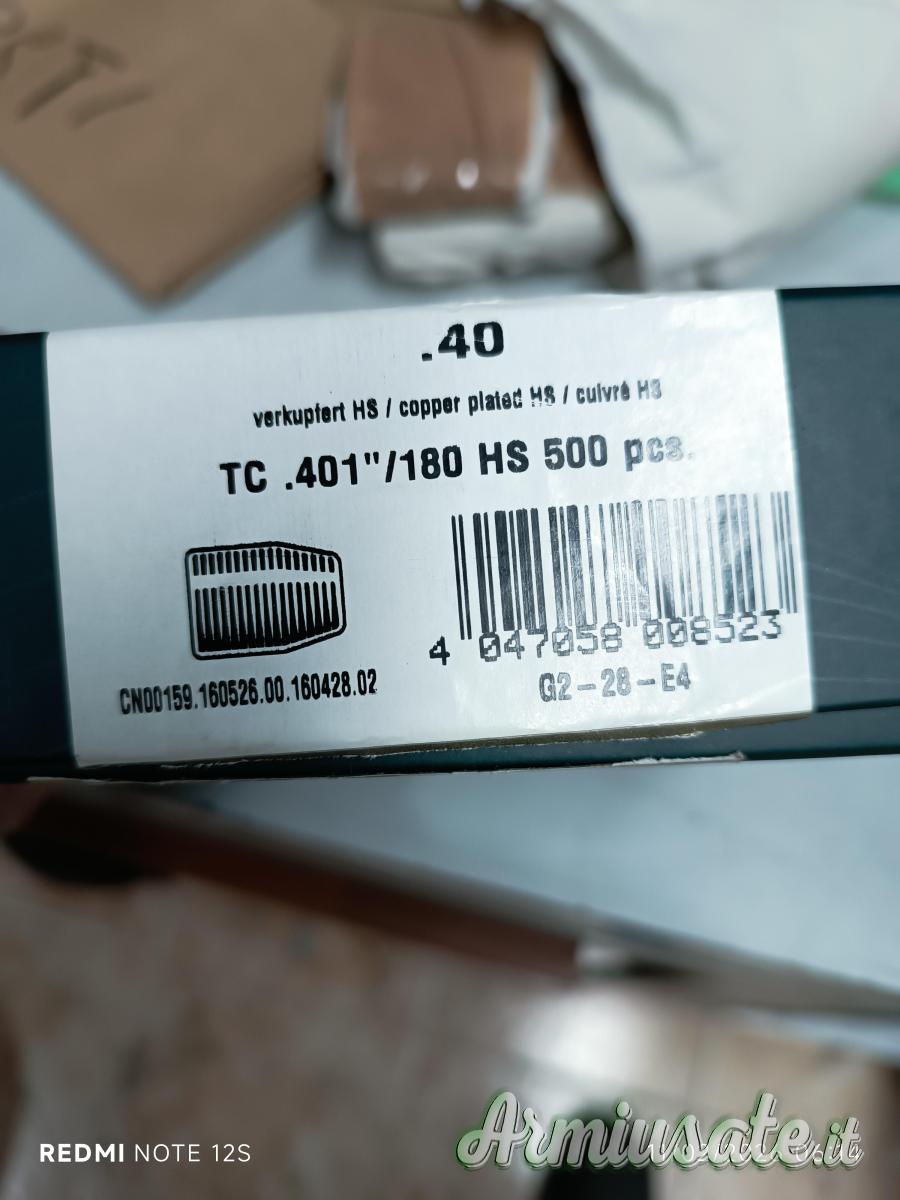 .40
verkupfert HS / copper plated HS / cuivré HS
TC .401"/180 HS 500 pcs.
4 047058 008523
CN00159.160526.00.160428.02
G2-28-E4
REDMI NOTE 12S
Armiusate.it